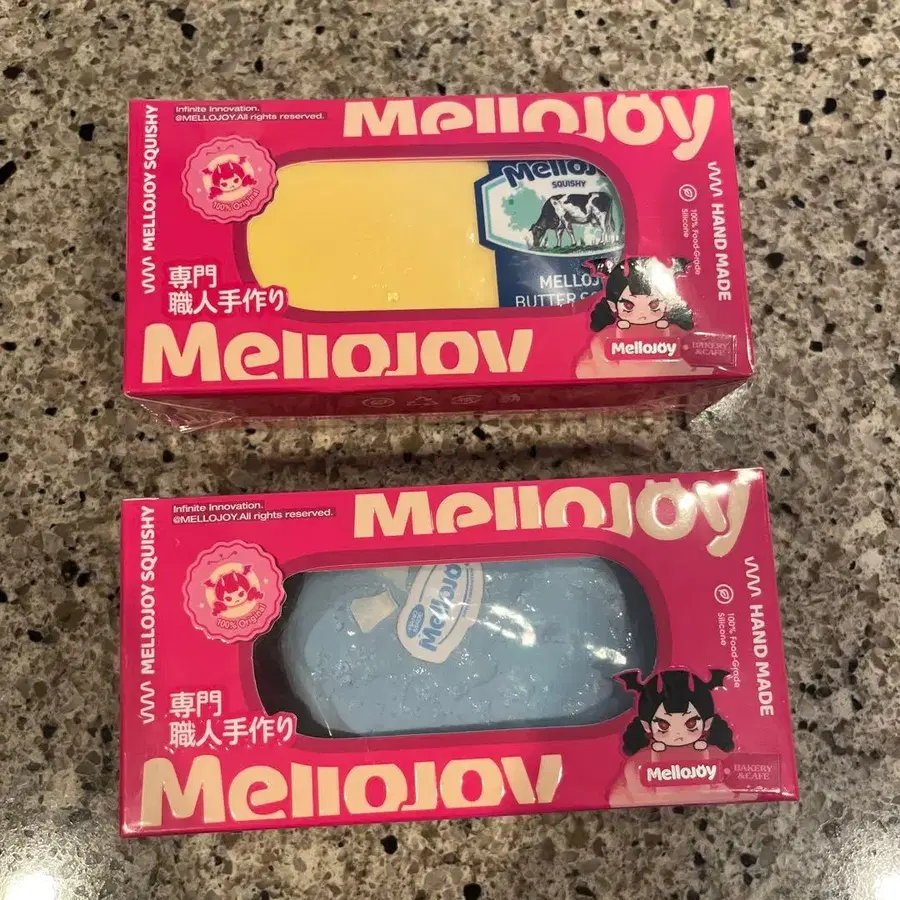 Infinite Innovation.
@MELLOJOY.All rights reserved.
MelloJOY
MELLOJOY SQUISHY
100% Original
MelloJ
SQUISHY
MELLOJ
BUTTER
HAND MADE
100% Food-Grade
Silicone
専門
職人手作り
MelloJOY
MelloJOY
BAKERY
&CAFE
Infinite Innovation.
@MELLOJOY.All rights reserved.
MelloJOY
MELLOJOY SQUISHY
100% Original
MelloJOY
HAND MADE
100% Food-Grade
Silicone
専門
職人手作り
MelloJOY
MelloJOY
BAKERY
&CAFE